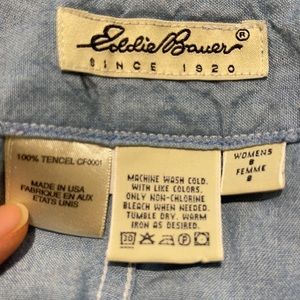 Eddie Bauer®
SINCE 1920
100% TENCEL CF0001
MADE IN USA
FABRIQUE EN AUX
ETATS UNIS
MACHINE WASH COLD.
WITH LIKE COLORS.
ONLY NON-CHLORINE
BLEACH WHEN NEEDED.
TUMBLE DRY. WARM
IRON AS DESIRED.
30
WOMENS
8
FEMME
8